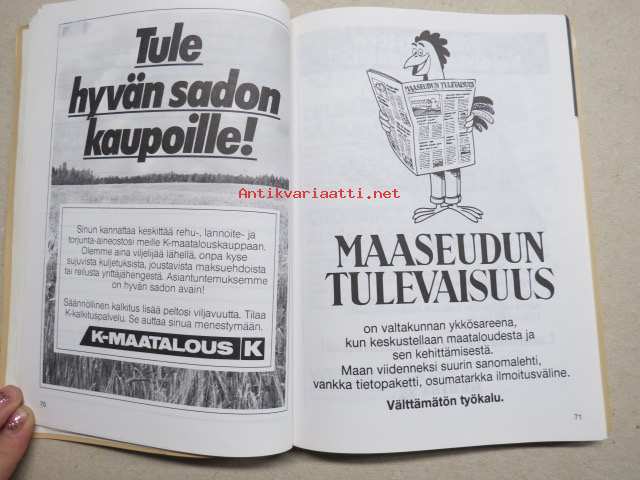 Tule
hyvän sadon
kaupoille!
Sinun kannattaa keskittää rehu-, lannoite- ja
torjunta-aineostosi meille K-maatalouskauppaan.
Olemme aina viljelijää lähellä, onpa kyse
sujuvista kuljetuksista, joustavista maksuehdoista
tai reilusta yrittäjähengestä. Asiantuntemuksemme
on hyvän sadon avain!
Säännöllinen kalkitus lisää peltosi viljavuutta. Tilaa
K-kalkituspalvelu. Se auttaa sinua menestymään.
K-MAATALOUS K
70
MAASEUDUN TULEVAISUUS
Antikvariaatti.net
MAASEUDUN
TULEVAISUUS
on valtakunnan ykkösareena,
kun keskustellaan maataloudesta ja
sen kehittämisestä.
Maan viidenneksi suurin sanomalehti,
vankka tietopaketti, osumatarkka ilmoitusväline.
Välttämätön työkalu.
71